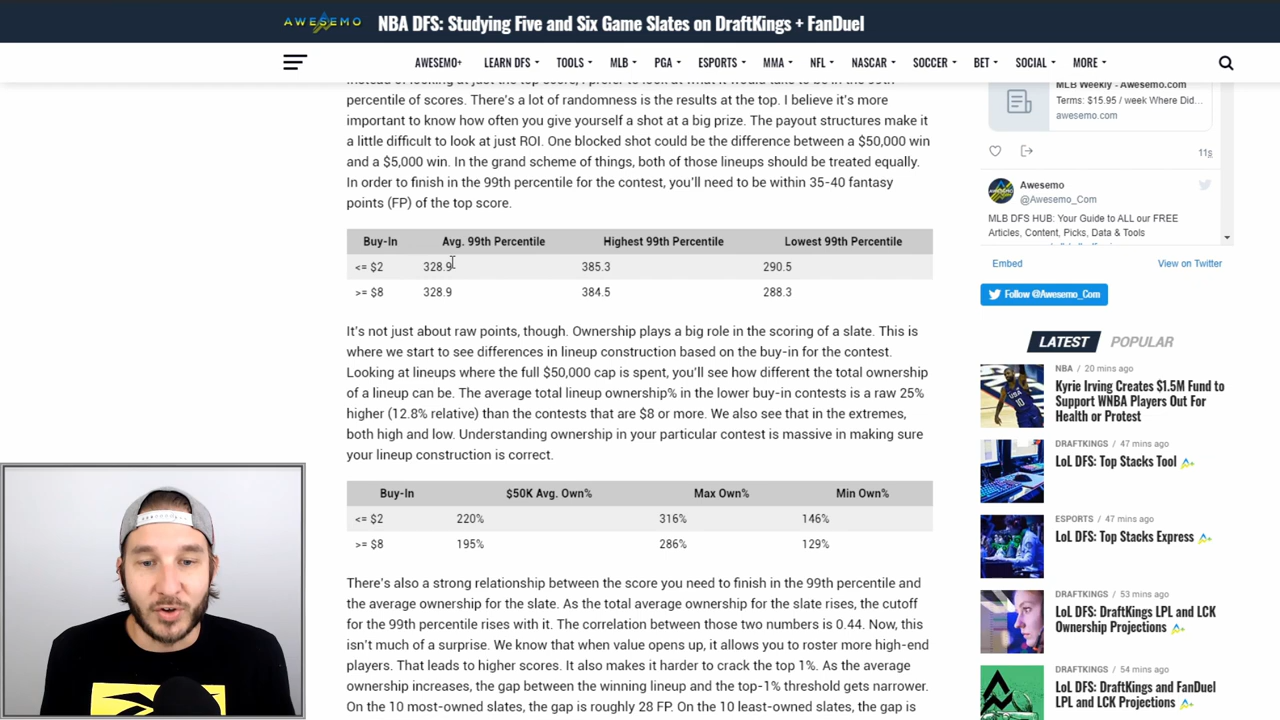 AWESEMO
NBA DFS: Studying Five and Six Game Slates on DraftKings + FanDuel
AWESEMO+ LEARN DFS TOOLS MLB PGA ESPORTS MMA NFL NASCAR SOCCER BET SOCIAL MORE
percentile of scores. There's a lot of randomness is the results at the top. I believe it's more
important to know how often you give yourself a shot at a big prize. The payout structures make it
a little difficult to look at just ROI. One blocked shot could be the difference between a $50,000 win
and a $5,000 win. In the grand scheme of things, both of those lineups should be treated equally.
In order to finish in the 99th percentile for the contest, you'll need to be within 35-40 fantasy
points (FP) of the top score.
Buy-In Avg. 99th Percentile Highest 99th Percentile Lowest 99th Percentile
<= $2 328.9 385.3 290.5
>= $8 328.9 384.5 288.3
It's not just about raw points, though. Ownership plays a big role in the scoring of a slate. This is
where we start to see differences in lineup construction based on the buy-in for the contest.
Looking at lineups where the full $50,000 cap is spent, you'll see how different the total ownership
of a lineup can be. The average total lineup ownership% in the lower buy-in contests is a raw 25%
higher (12.8% relative) than the contests that are $8 or more. We also see that in the extremes,
both high and low. Understanding ownership in your particular contest is massive in making sure
your lineup construction is correct.
Buy-In $50K Avg. Own% Max Own% Min Own%
<= $2 220% 316% 146%
>= $8 195% 286% 129%
There's also a strong relationship between the score you need to finish in the 99th percentile and
the average ownership for the slate. As the total average ownership for the slate rises, the cutoff
for the 99th percentile rises with it. The correlation between those two numbers is 0.44. Now, this
isn't much of a surprise. We know that when value opens up, it allows you to roster more high-end
players. That leads to higher scores. It also makes it harder to crack the top 1%. As the average
ownership increases, the gap between the winning lineup and the top-1% threshold gets narrower.
On the 10 most-owned slates, the gap is roughly 28 FP. On the 10 least-owned slates, the gap is
MLB Weekly - Awesemo.com
Terms: $15.95 / week Where Did...
awesemo.com
11s
Awesemo
@Awesemo_Com
MLB DFS HUB: Your Guide to ALL our FREE
Articles, Content, Picks, Data & Tools
Embed View on Twitter
Follow @Awesemo_Com
LATEST POPULAR
NBA / 20 mins ago
Kyrie Irving Creates $1.5M Fund to
Support WNBA Players Out For
Health or Protest
DRAFTKINGS / 47 mins ago
LoL DFS: Top Stacks Tool
ESPORTS / 47 mins ago
LoL DFS: Top Stacks Express
DRAFTKINGS / 53 mins ago
LoL DFS: DraftKings LPL and LCK
Ownership Projections
DRAFTKINGS / 54 mins ago
LoL DFS: DraftKings and FanDuel
LPL and LCK Projections